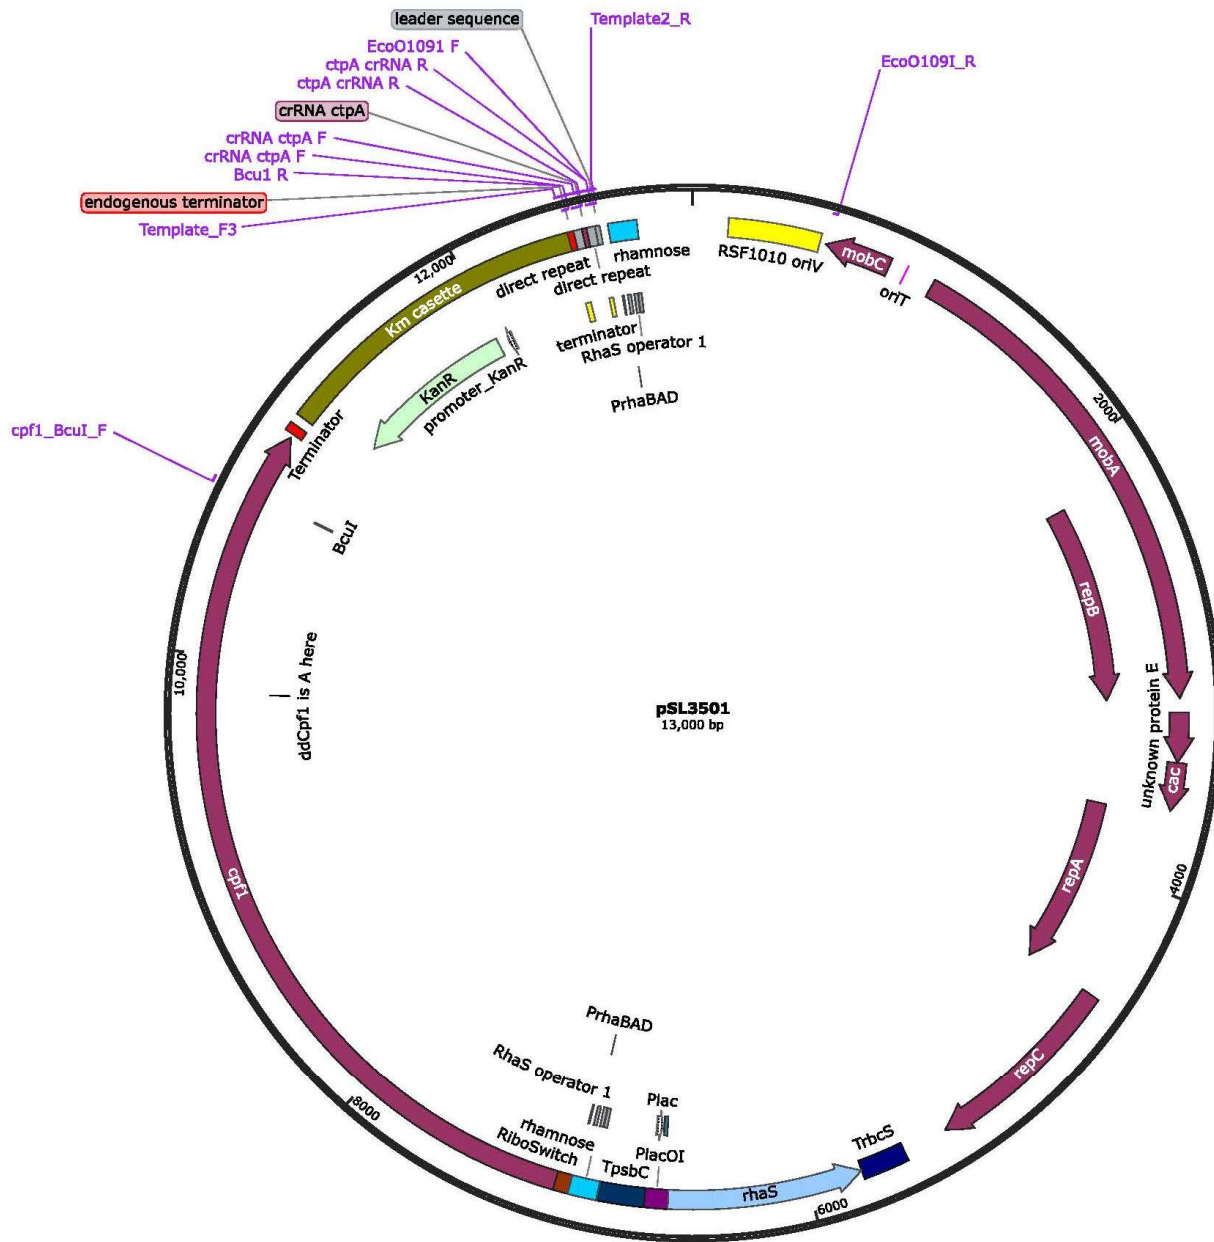 leader sequence
Template2_R
EcoO1091 F
ctpA crRNA R
ctpA crRNA R
EcoO109I_R
crRNA ctpA
crRNA ctpA F
crRNA ctpA F
Bcu1 R
endogenous terminator
Template_F3
12,000
Km casette
direct repeat
direct repeat
rhamnose
RSF1010 oriV
mobC
oriT
terminator
RhaS operator 1
PrhaBAD
KanR
promoter_KanR
Terminator
cpf1_BcuI_F
BcuI
2000
mobA
repB
10,000
ddCpf1 is A here
pSL3501
13,000 bp
unknown protein E
cac
repA
4000
cpf1
repC
PrhaBAD
RhaS operator 1
Plac
8000
rhamnose
RiboSwitch
TpsbC
PlacOI
TrbcS
rhaS
6000